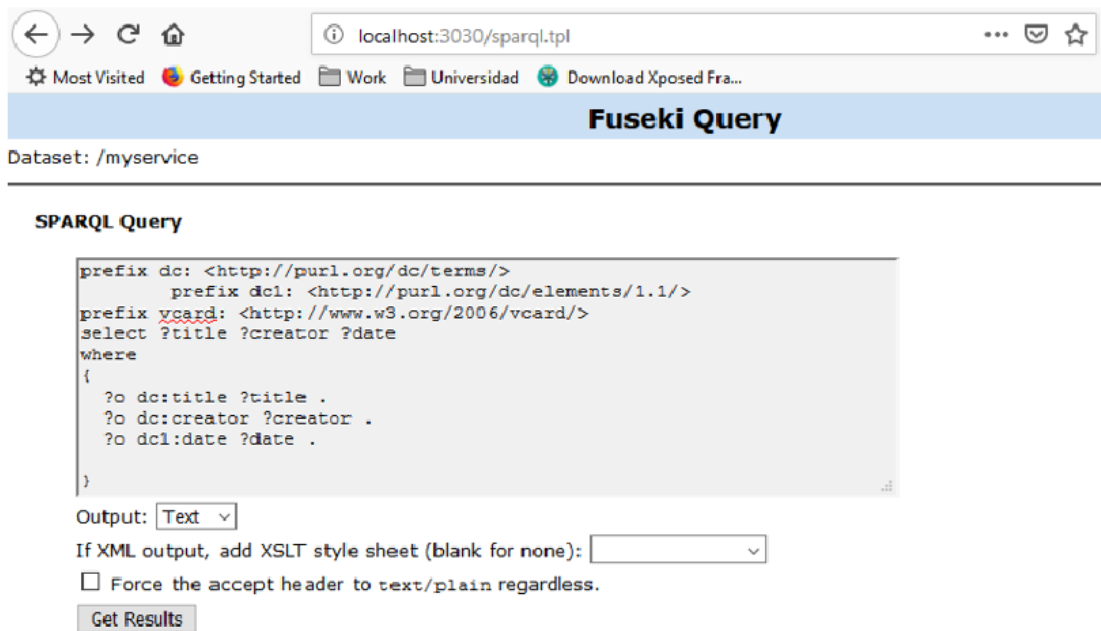 localhost:3030/sparql.tpl
Most Visited Getting Started Work Universidad Download Xposed Fra...
Fuseki Query
Dataset: /myservice
SPARQL Query
prefix dc: <http://purl.org/dc/terms/>
prefix dc1: <http://purl.org/dc/elements/1.1/>
prefix vcard: <http://www.w3.org/2006/vcard/>
select ?title ?creator ?date
where
{
?o dc:title ?title .
?o dc:creator ?creator .
?o dc1:date ?date .
}
Output: Text
If XML output, add XSLT style sheet (blank for none):
Force the accept header to text/plain regardless.
Get Results